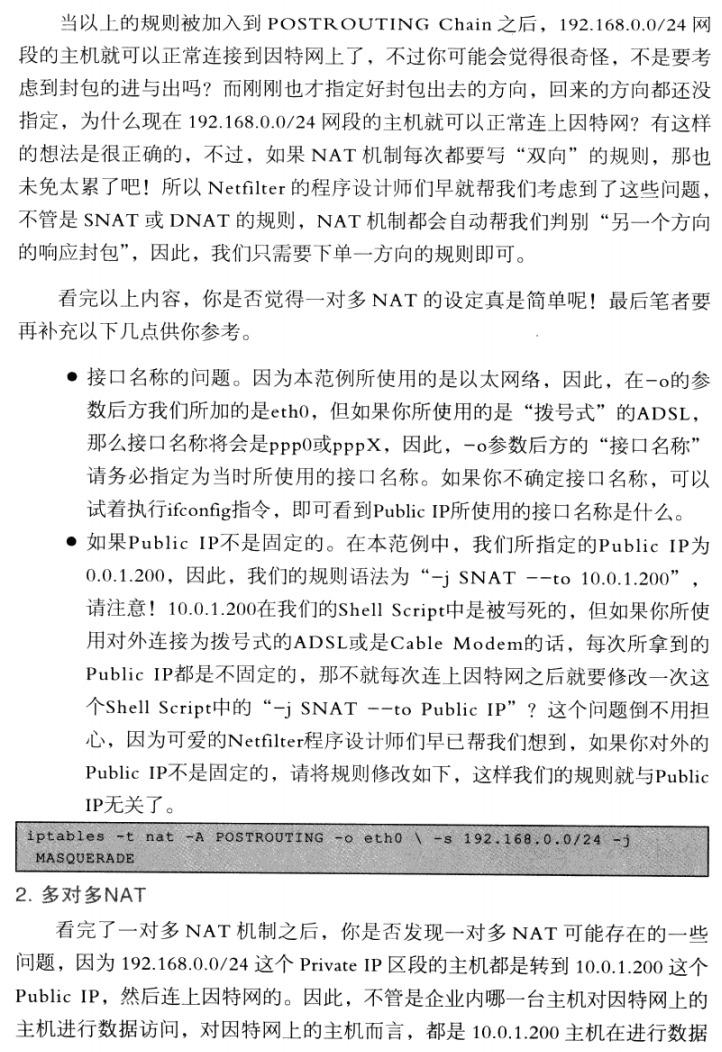 当以上的规则被加入到 POSTROUTING Chain 之后，192.168.0.0/24 网
段的主机就可以正常连接到因特网上了，不过你可能会觉得很奇怪，不是要考
虑到封包的进与出吗？而刚刚也才指定好封包出去的方向，回来的方向都还没
指定，为什么现在 192.168.0.0/24 网段的主机就可以正常连上因特网？有这样
的想法是很正确的，不过，如果 NAT 机制每次都要写“双向”的规则，那也
未免太累了吧！所以 Netfilter 的程序设计师们早就帮我们考虑到了这些问题，
不管是 SNAT 或 DNAT 的规则，NAT 机制都会自动帮我们判别“另一个方向
的响应封包”，因此，我们只需要下单一方向的规则即可。
看完以上内容，你是否觉得一对多 NAT 的设定真是简单呢！最后笔者要
再补充以下几点供你参考。
● 接口名称的问题。因为本范例所使用的是以太网络，因此，在-o的参
数后方我们所加的是eth0，但如果你所使用的是“拨号式”的ADSL，
那么接口名称将会是ppp0或pppX，因此，-o参数后方的“接口名称”
请务必指定为当时所使用的接口名称。如果你不确定接口名称，可以
试着执行ifconfig指令，即可看到Public IP所使用的接口名称是什么。
● 如果Public IP不是固定的。在本范例中，我们所指定的Public IP为
0.0.1.200，因此，我们的规则语法为“-j SNAT --to 10.0.1.200”，
请注意！10.0.1.200在我们的Shell Script中是被写死的，但如果你所使
用对外连接为拨号式的ADSL或是Cable Modem的话，每次所拿到的
Public IP都是不固定的，那不就每次连上因特网之后就要修改一次这
个Shell Script中的“-j SNAT --to Public IP”？这个问题倒不用担
心，因为可爱的Netfilter程序设计师们早已帮我们想到，如果你对外的
Public IP不是固定的，请将规则修改如下，这样我们的规则就与Public
IP无关了。
iptables -t nat -A POSTROUTING -o eth0 \ -s 192.168.0.0/24 -j
MASQUERADE
2. 多对多NAT
看完了一对多 NAT 机制之后，你是否发现一对多 NAT 可能存在的一些
问题，因为 192.168.0.0/24 这个 Private IP 区段的主机都是转到 10.0.1.200 这个
Public IP，然后连上因特网的。因此，不管是企业内哪一台主机对因特网上的
主机进行数据访问，对因特网上的主机而言，都是 10.0.1.200 主机在进行数据